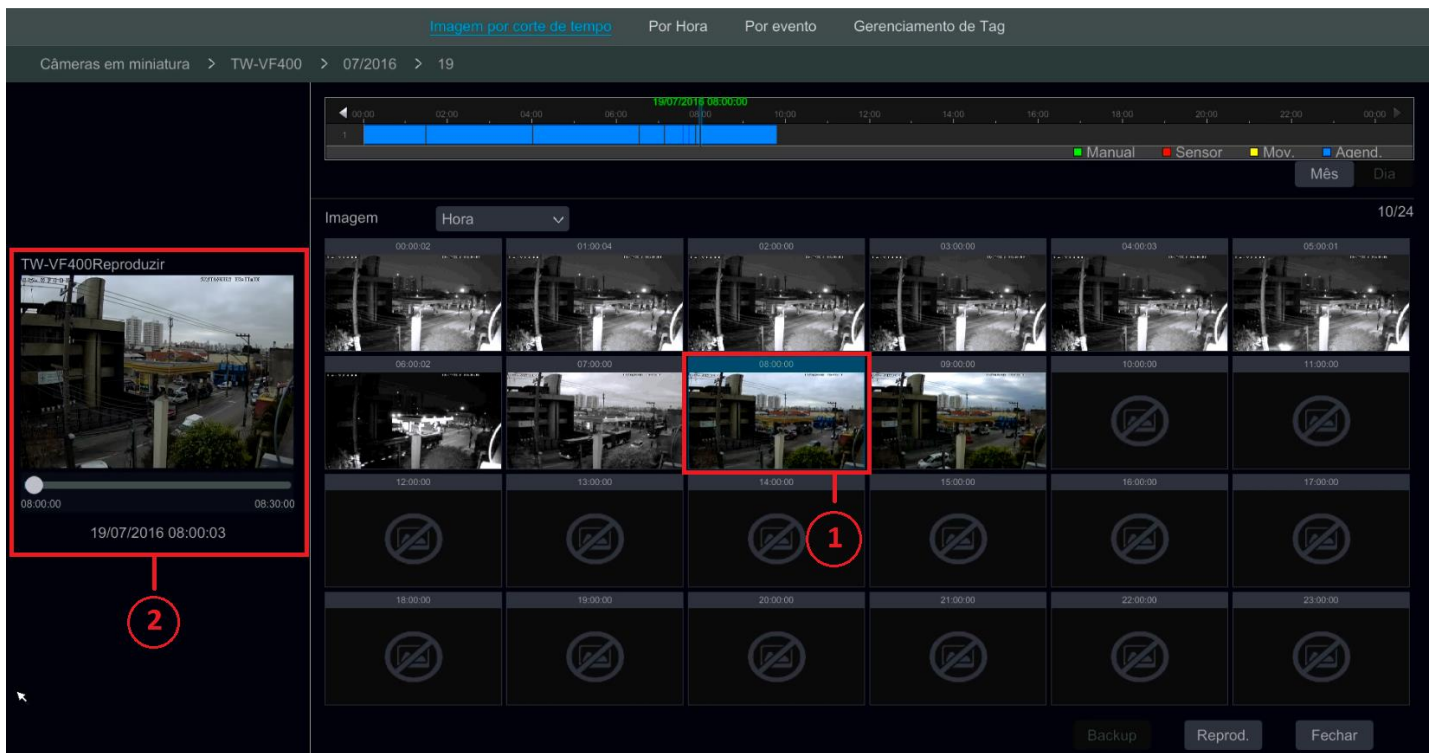 Imagem por corte de tempo Por Hora Por evento Gerenciamento de Tag
Câmeras em miniatura > TW-VF400 > 07/2016 > 19
19/07/2016 08:00:00
00:00 02:00 04:00 06:00 08:00 10:00 12:00 14:00 16:00 18:00 20:00 22:00 00:00
1
Manual Sensor Mov. Agend.
Mês Dia
Imagem Hora 10/24
00:00:02 01:00:04 02:00:00 03:00:00 04:00:03 05:00:01
TW-VF400Reproduzir
06:00:02 07:00:00 08:00:00 09:00:00 10:00:00 11:00:00
08:00:00 08:30:00
19/07/2016 08:00:03
12:00:00 13:00:00 14:00:00 15:00:00 16:00:00 17:00:00
1
2
18:00:00 19:00:00 20:00:00 21:00:00 22:00:00 23:00:00
Backup Reprod. Fechar